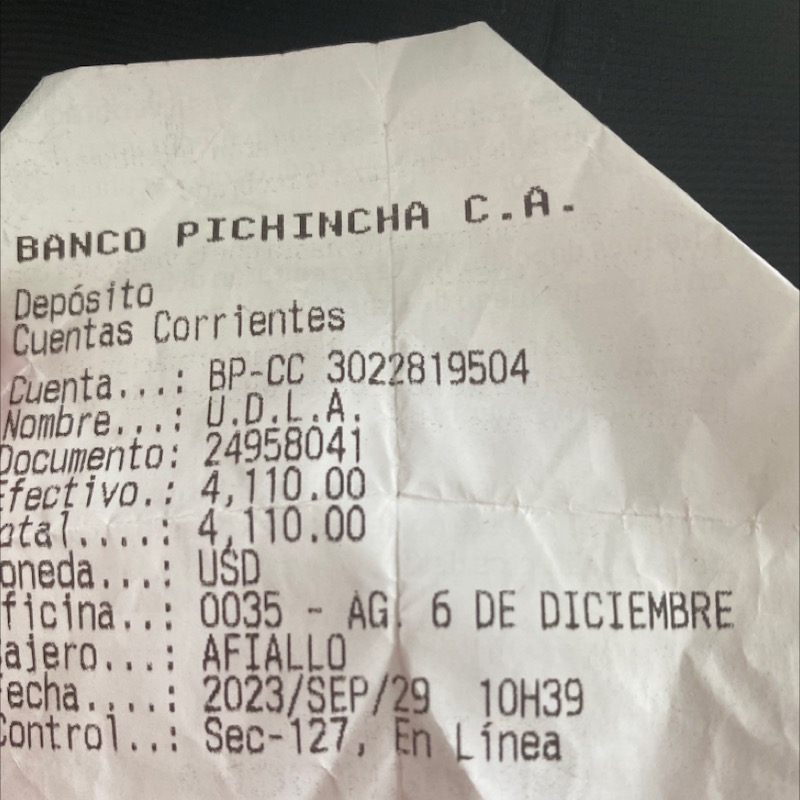 BANCO PICHINCHA C.A.
Depósito
Cuentas Corrientes
Cuenta...: BP-CC 3022819504
Nombre...: U.D.L.A.
Documento: 24958041
Efectivo.: 4,110.00
otal....: 4,110.00
oneda...: USD
ficina..: 0035 - AG. 6 DE DICIEMBRE
ajero...: AFIALLO
echa....: 2023/SEP/29 10H39
Control..: Sec-127, En Línea